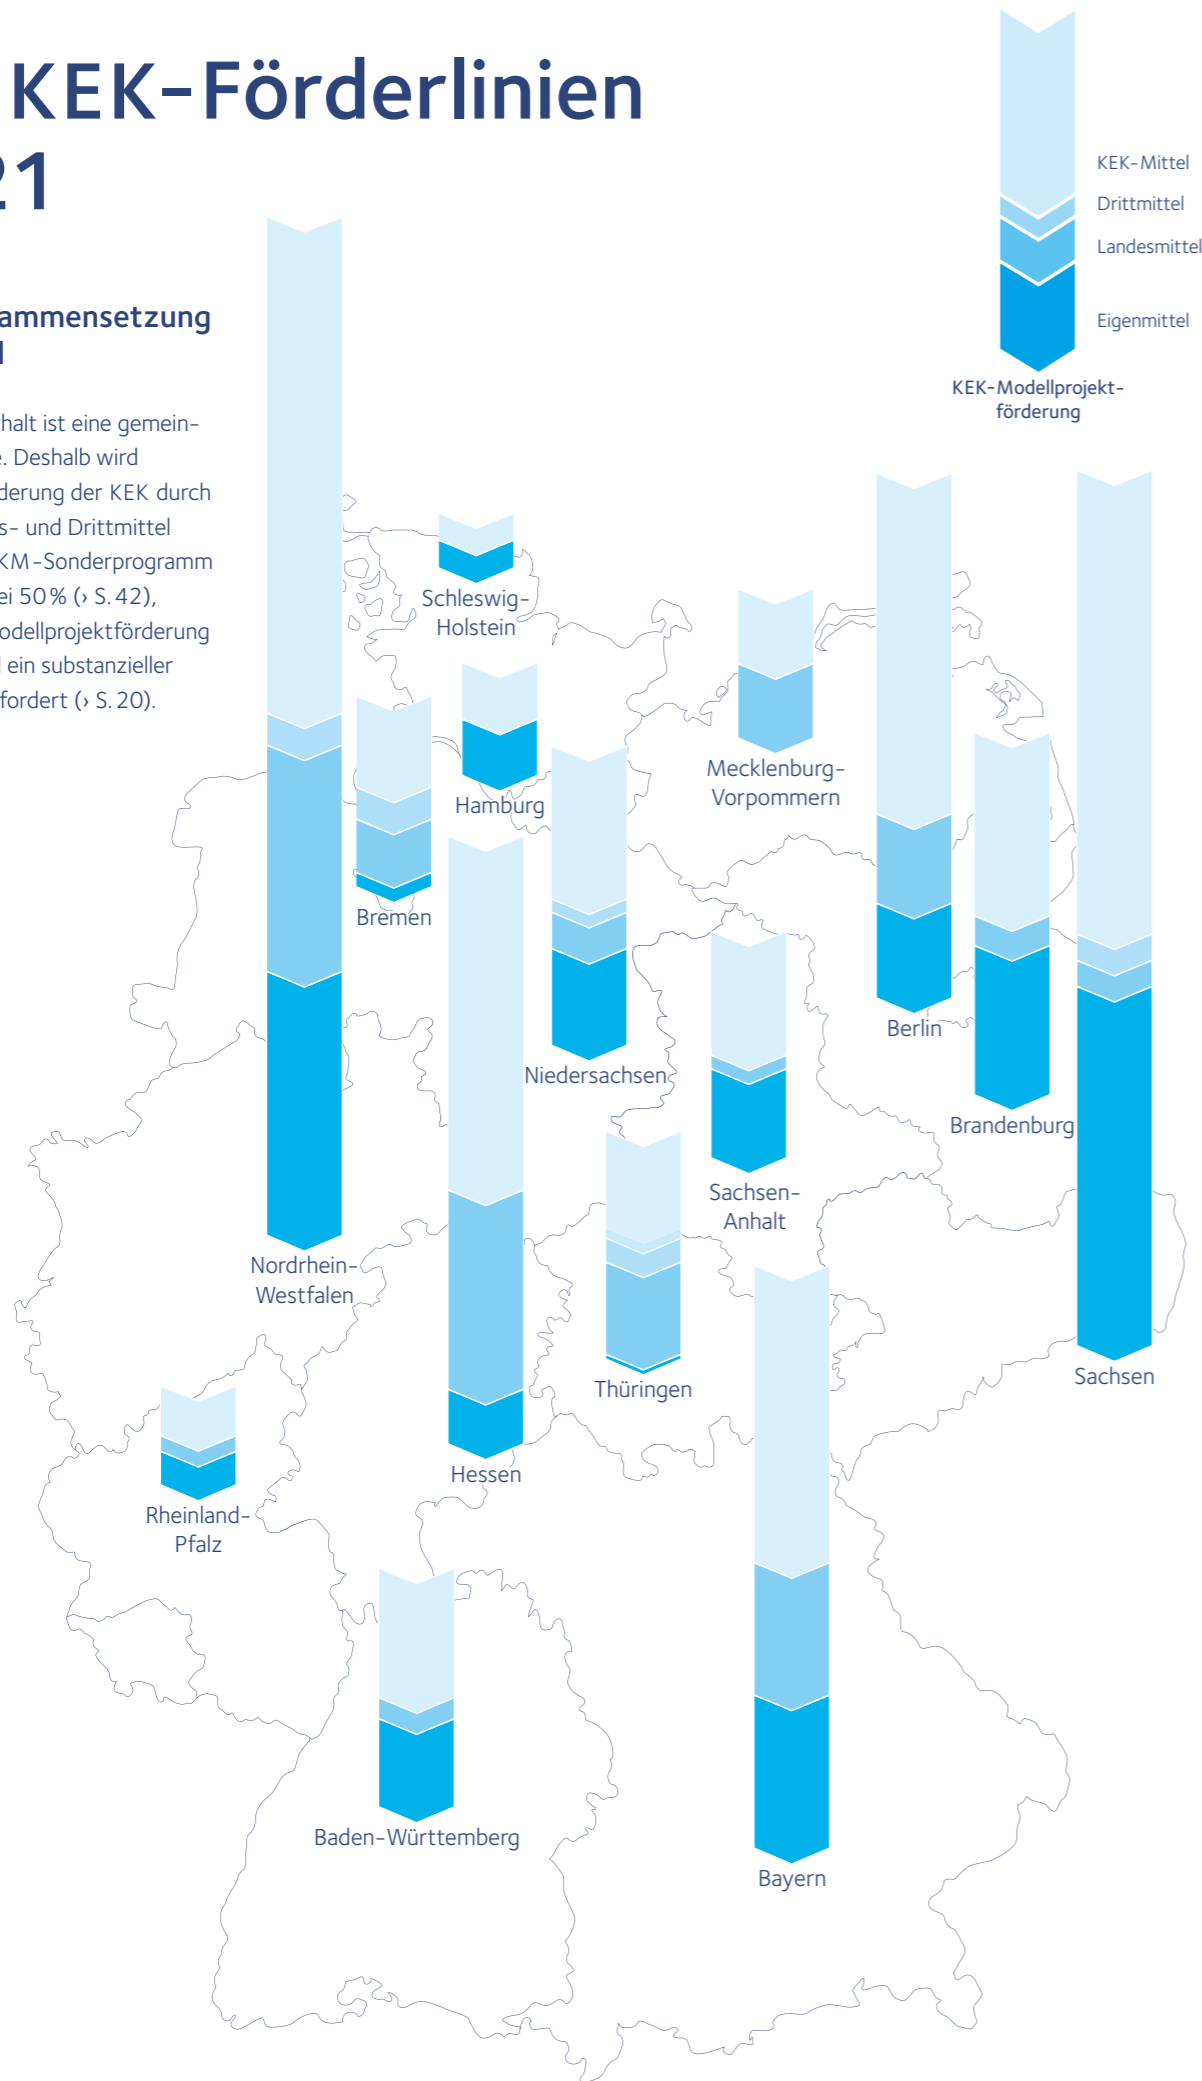 KEK-Förderlinien
21
ammensetzung
halt ist eine gemein-
. Deshalb wird
derung der KEK durch
s- und Drittmittel
KM-Sonderprogramm
ei 50% (› S. 42),
odellprojektförderung
l ein substanzieller
fordert (› S. 20).
KEK-Mittel
Drittmittel
Landesmittel
Eigenmittel
KEK-Modellprojekt-
förderung
Schleswig-
Holstein
Mecklenburg-
Vorpommern
Hamburg
Bremen
Berlin
Niedersachsen
Brandenburg
Sachsen-
Anhalt
Nordrhein-
Westfalen
Sachsen
Thüringen
Hessen
Rheinland-
Pfalz
Baden-Württemberg
Bayern